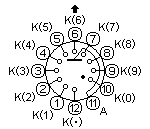 K(6)
K(5) K(7)
K(4) K(8)
K(3) K(9)
K(2) K(0)
K(1) A
K(•)
6
5 7
4 8
3 9
2 10
1 11
12